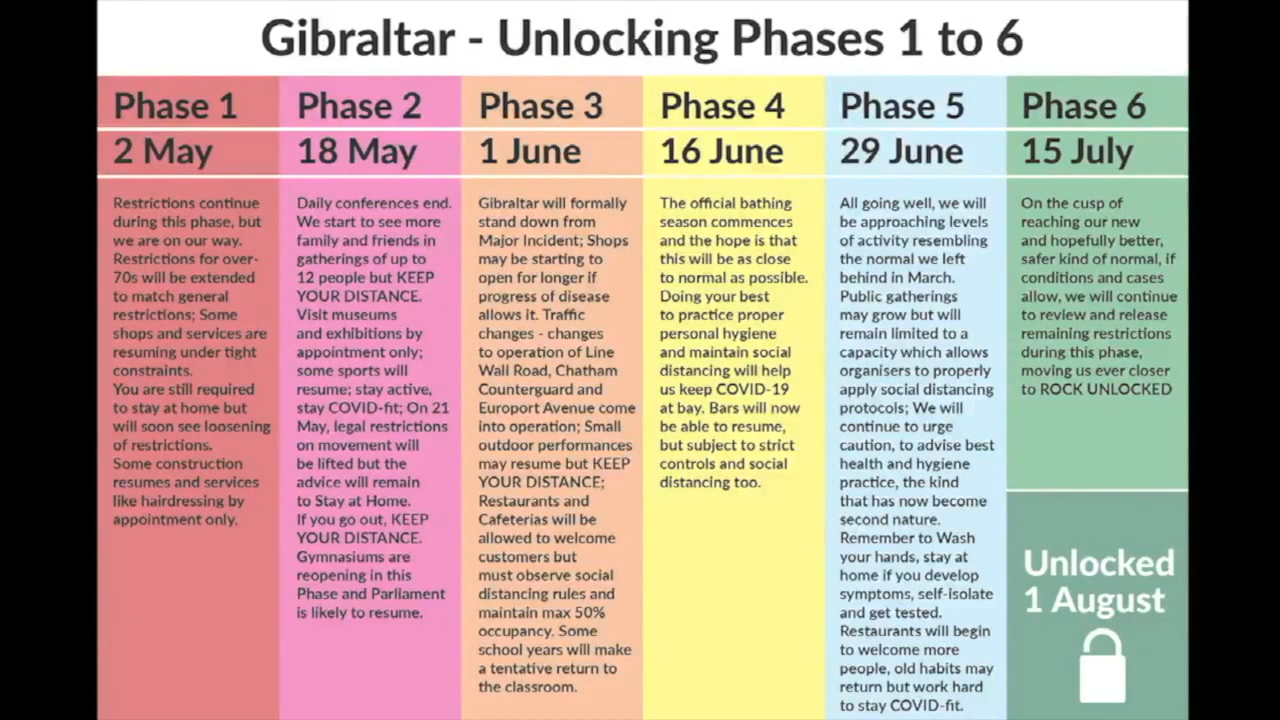 Gibraltar - Unlocking Phases 1 to 6
Phase 1
2 May
Restrictions continue
during this phase, but
we are on our way.
Restrictions for over-
70s will be extended
to match general
restrictions; Some
shops and services are
resuming under tight
constraints.
You are still required
to stay at home but
will soon see loosening
of restrictions.
Some construction
resumes and services
like hairdressing by
appointment only.
Phase 2
18 May
Daily conferences end.
We start to see more
family and friends in
gatherings of up to
12 people but KEEP
YOUR DISTANCE.
Visit museums
and exhibitions by
appointment only;
some sports will
resume; stay active,
stay COVID-fit; On 21
May, legal restrictions
on movement will
be lifted but the
advice will remain
to Stay at Home.
If you go out, KEEP
YOUR DISTANCE.
Gymnasiums are
reopening in this
Phase and Parliament
is likely to resume.
Phase 3
1 June
Gibraltar will formally
stand down from
Major Incident; Shops
may be starting to
open for longer if
progress of disease
allows it. Traffic
changes - changes
to operation of Line
Wall Road, Chatham
Counterguard and
Europort Avenue come
into operation; Small
outdoor performances
may resume but KEEP
YOUR DISTANCE;
Restaurants and
Cafeterias will be
allowed to welcome
customers but
must observe social
distancing rules and
maintain max 50%
occupancy. Some
school years will make
a tentative return to
the classroom.
Phase 4
16 June
The official bathing
season commences
and the hope is that
this will be as close
to normal as possible.
Doing your best
to practice proper
personal hygiene
and maintain social
distancing will help
us keep COVID-19
at bay. Bars will now
be able to resume,
but subject to strict
controls and social
distancing too.
Phase 5
29 June
All going well, we will
be approaching levels
of activity resembling
the normal we left
behind in March.
Public gatherings
may grow but will
remain limited to a
capacity which allows
organisers to properly
apply social distancing
protocols; We will
continue to urge
caution, to advise best
health and hygiene
practice, the kind
that has now become
second nature.
Remember to Wash
your hands, stay at
home if you develop
symptoms, self-isolate
and get tested.
Restaurants will begin
to welcome more
people, old habits may
return but work hard
to stay COVID-fit.
Phase 6
15 July
On the cusp of
reaching our new
and hopefully better,
safer kind of normal, if
conditions and cases
allow, we will continue
to review and release
remaining restrictions
during this phase,
moving us ever closer
to ROCK UNLOCKED
Unlocked
1 August